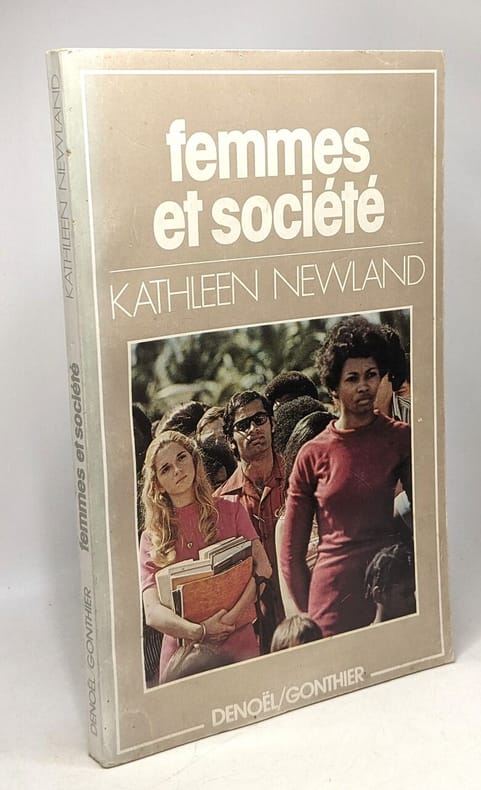 femmes
et société
KATHLEEN NEWLAND
DENOËL/GONTHIER
KATHLEEN NEWLAND
femmes et société
DENOËL/GONTHIER